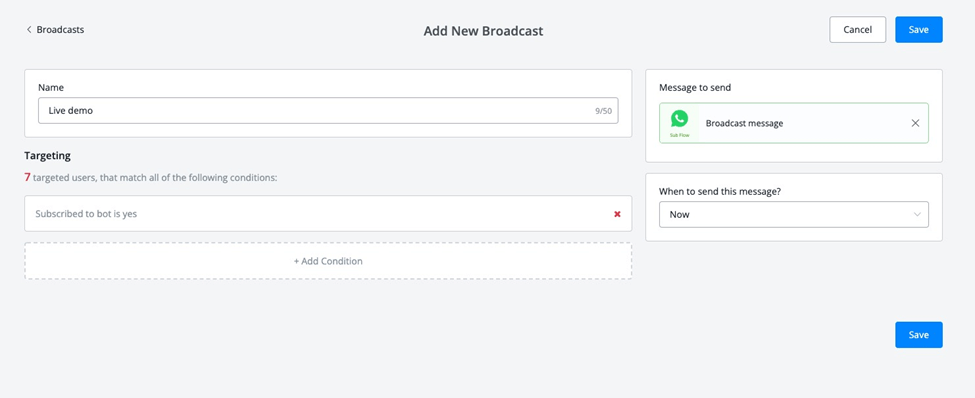 Broadcasts
Add New Broadcast
Cancel
Save
Name
Live demo
9/50
Targeting
7 targeted users, that match all of the following conditions:
Subscribed to bot is yes
+ Add Condition
Message to send
Broadcast message
Sub Flow
When to send this message?
Now
Save